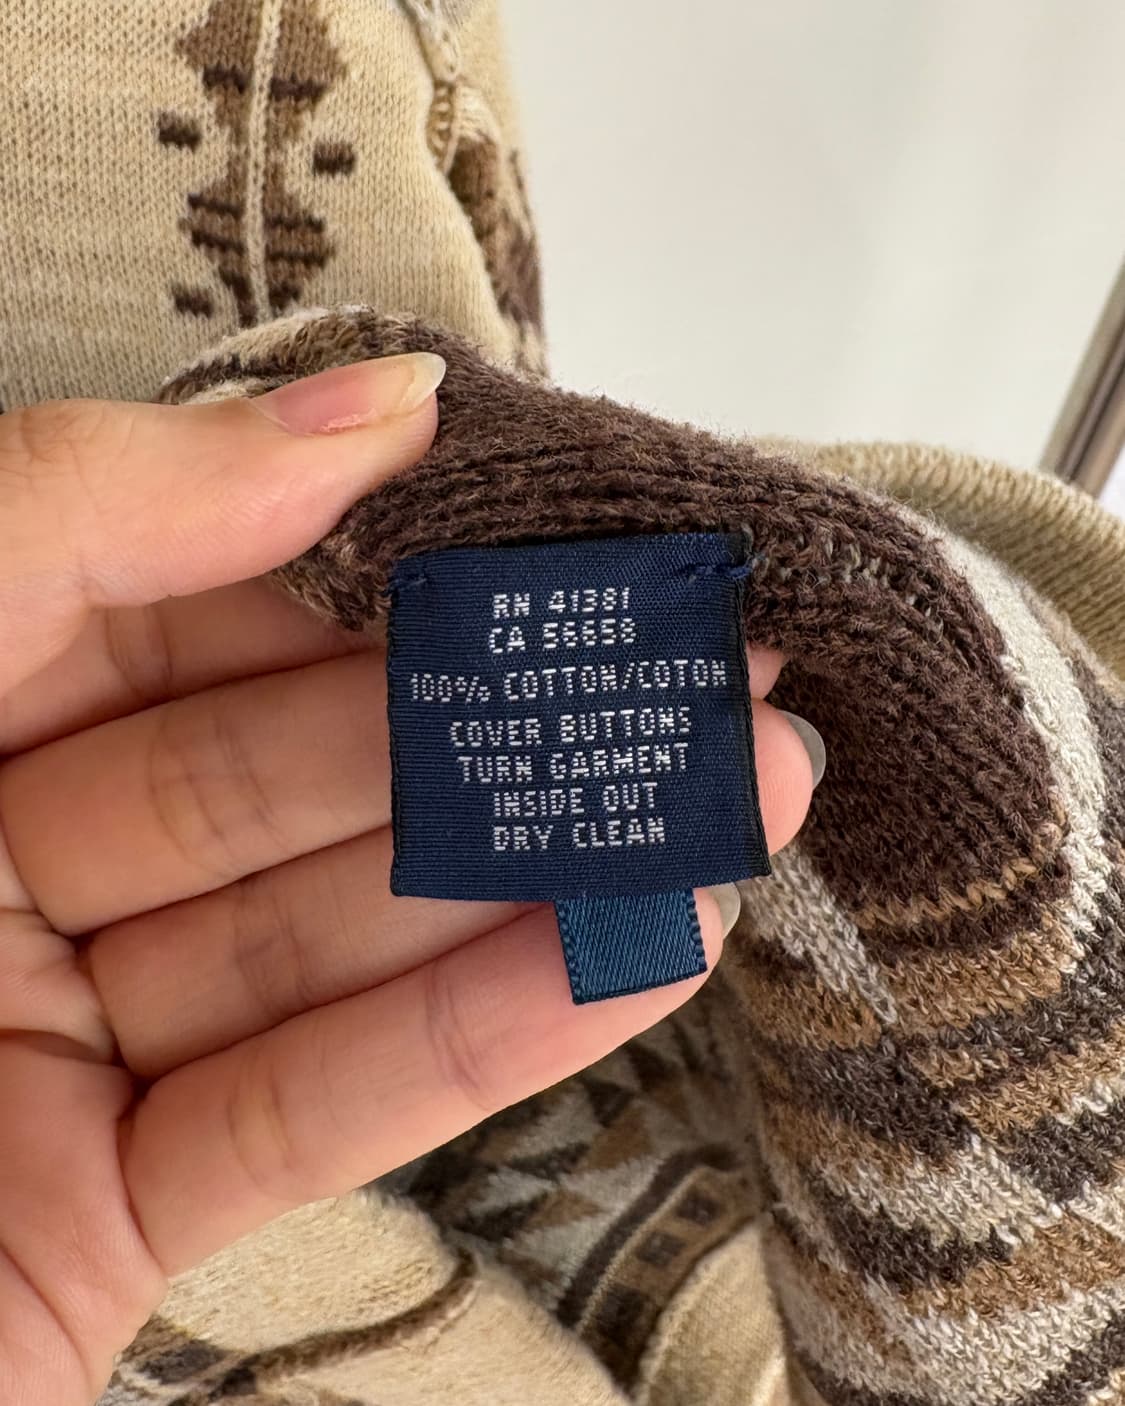 RN 41381
CA 56658
100% COTTON/COTON
COVER BUTTONS
TURN GARMENT
INSIDE OUT
DRY CLEAN